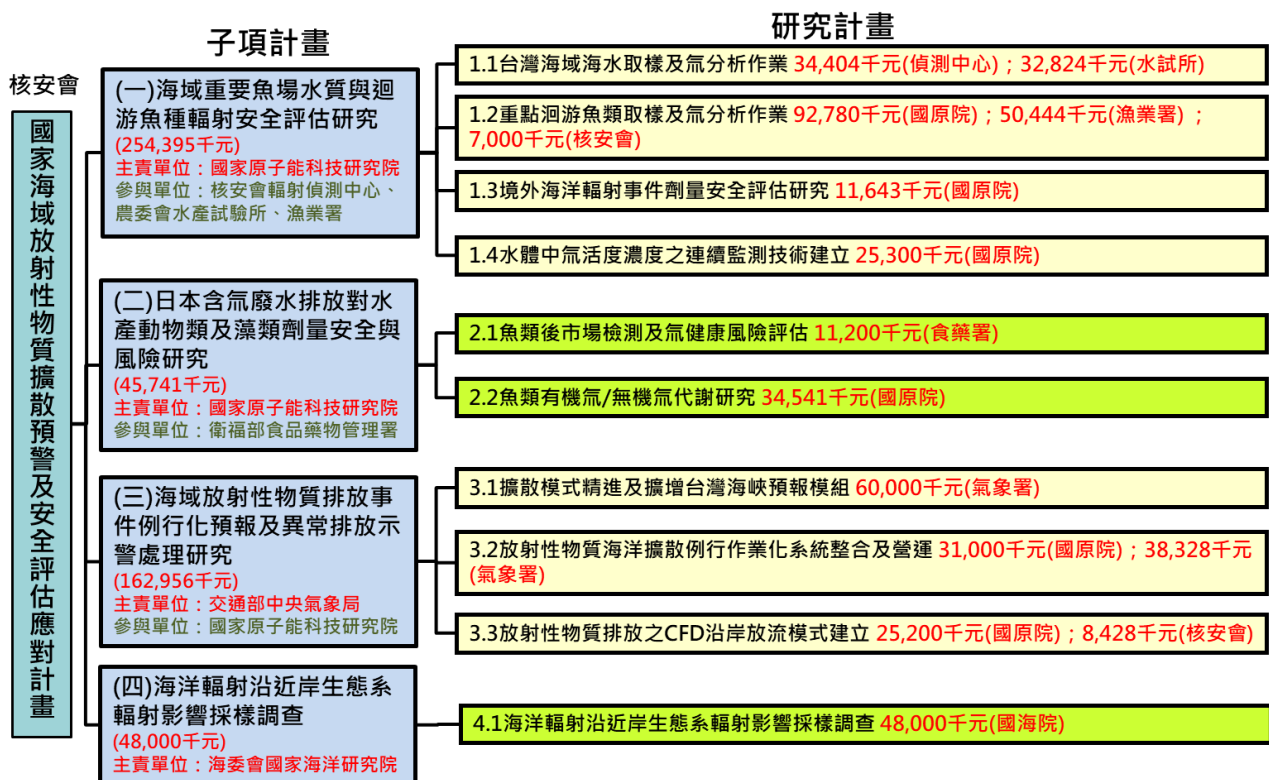 子項計畫
研究計畫
核安會
國家海域放射性物質擴散預警及安全評估應對計畫
(一)海域重要魚場水質與迴
游魚種輻射安全評估研究
(254,395千元)
主責單位：國家原子能科技研究院
參與單位：核安會輻射偵測中心、
農委會水產試驗所、漁業署
1.1台灣海域海水取樣及氚分析作業 34,404千元(偵測中心)；32,824千元(水試所)
1.2重點洄游魚類取樣及氚分析作業 92,780千元(國原院)；50,444千元(漁業署) ；
7,000千元(核安會)
1.3境外海洋輻射事件劑量安全評估研究 11,643千元(國原院)
1.4水體中氚活度濃度之連續監測技術建立 25,300千元(國原院)
(二)日本含氚廢水排放對水
產動物類及藻類劑量安全與
風險研究
(45,741千元)
主責單位：國家原子能科技研究院
參與單位：衛福部食品藥物管理署
2.1魚類後市場檢測及氚健康風險評估 11,200千元(食藥署)
2.2魚類有機氚/無機氚代謝研究 34,541千元(國原院)
(三)海域放射性物質排放事
件例行化預報及異常排放示
警處理研究
(162,956千元)
主責單位：交通部中央氣象局
參與單位：國家原子能科技研究院
3.1擴散模式精進及擴增台灣海峽預報模組 60,000千元(氣象署)
3.2放射性物質海洋擴散例行作業化系統整合及營運 31,000千元(國原院)；38,328千元
(氣象署)
3.3放射性物質排放之CFD沿岸放流模式建立 25,200千元(國原院)；8,428千元(核安會)
(四)海洋輻射沿近岸生態系
輻射影響採樣調查
(48,000千元)
主責單位：海委會國家海洋研究院
4.1海洋輻射沿近岸生態系輻射影響採樣調查 48,000千元(國海院)